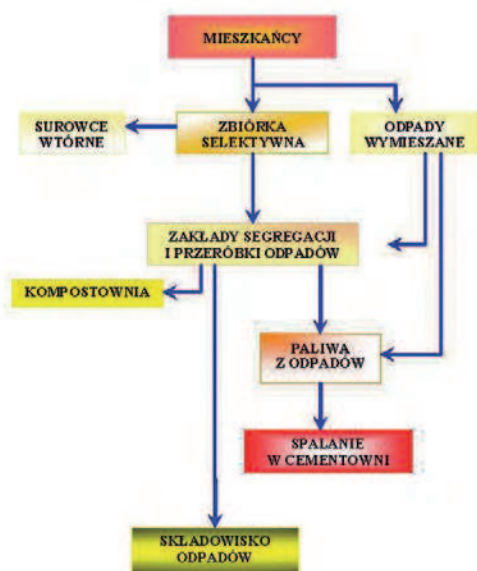 MIESZKAŃCY
SUROWCE
WTÓRNE
ZBIÓRKA
SELEKTYWNA
ODPADY
WYMIESZANE
ZAKŁADY SEGREGACJI
I PRZERÓBKI ODPADÓW
KOMPOSTOWNIA
PALIWA
Z ODPADÓW
SPALANIE
W CEMENTOWNI
SKŁADOWISKO
ODPADÓW